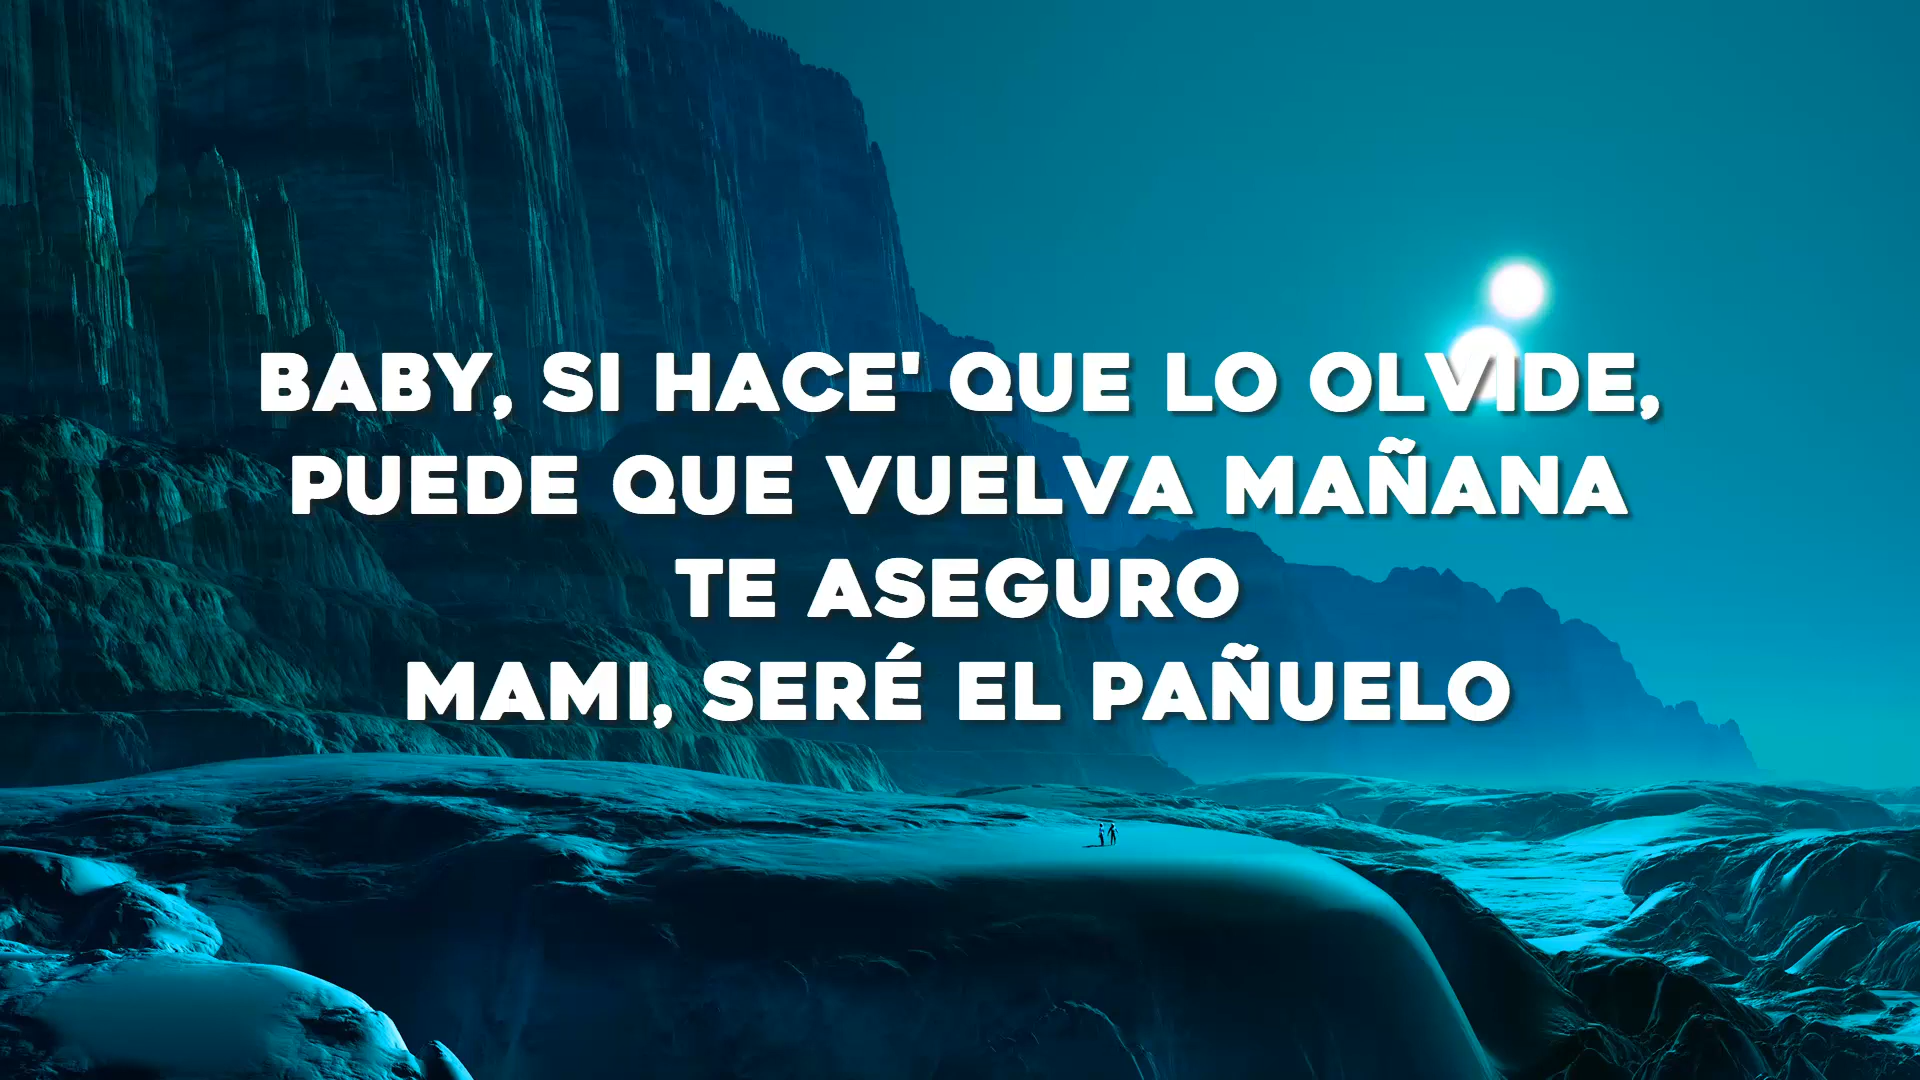 BABY, SI HACE' QUE LO OLVIDE,
PUEDE QUE VUELVA MAÑANA
TE ASEGURO
MAMI, SERÉ EL PAÑUELO